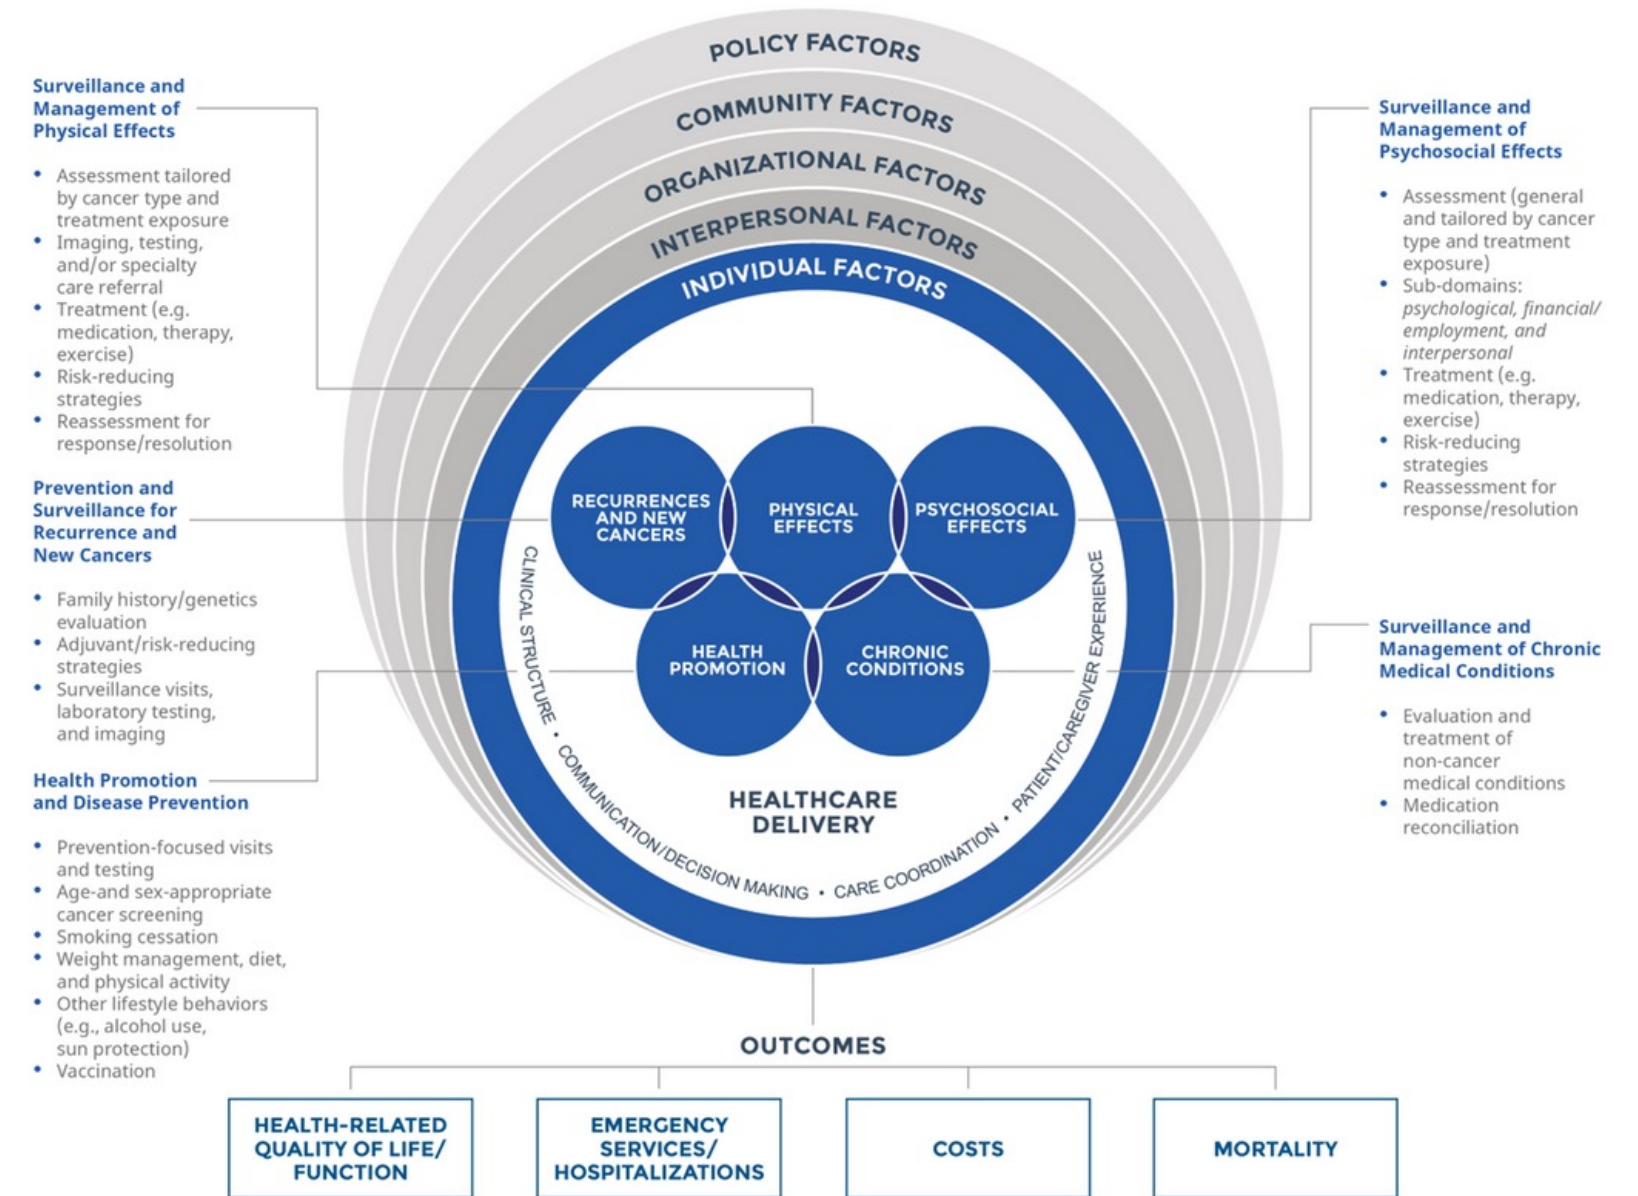 POLICY FACTORS
COMMUNITY FACTORS
ORGANIZATIONAL FACTORS
INTERPERSONAL FACTORS
INDIVIDUAL FACTORS
Surveillance and
Management of
Physical Effects
• Assessment tailored
by cancer type and
treatment exposure
• Imaging, testing,
and/or specialty
care referral
• Treatment (e.g.
medication, therapy,
exercise)
• Risk-reducing
strategies
• Reassessment for
response/resolution
Prevention and
Surveillance for
Recurrence and
New Cancers
• Family history/genetics
evaluation
• Adjuvant/risk-reducing
strategies
• Surveillance visits,
laboratory testing,
and imaging
Health Promotion
and Disease Prevention
• Prevention-focused visits
and testing
• Age-and sex-appropriate
cancer screening
• Smoking cessation
• Weight management, diet,
and physical activity
• Other lifestyle behaviors
(e.g., alcohol use,
sun protection)
• Vaccination
RECURRENCES
AND NEW
CANCERS
PHYSICAL
EFFECTS
PSYCHOSOCIAL
EFFECTS
HEALTH
PROMOTION
CHRONIC
CONDITIONS
HEALTHCARE
DELIVERY
CLINICAL STRUCTURE • COMMUNICATION/DECISION MAKING • CARE COORDINATION • PATIENT/CAREGIVER EXPERIENCE
Surveillance and
Management of
Psychosocial Effects
• Assessment (general
and tailored by cancer
type and treatment
exposure)
• Sub-domains:
psychological, financial/
employment, and
interpersonal
• Treatment (e.g.
medication, therapy,
exercise)
• Risk-reducing
strategies
• Reassessment for
response/resolution
Surveillance and
Management of Chronic
Medical Conditions
• Evaluation and
treatment of
non-cancer
medical conditions
• Medication
reconciliation
OUTCOMES
HEALTH-RELATED
QUALITY OF LIFE/
FUNCTION
EMERGENCY
SERVICES/
HOSPITALIZATIONS
COSTS
MORTALITY